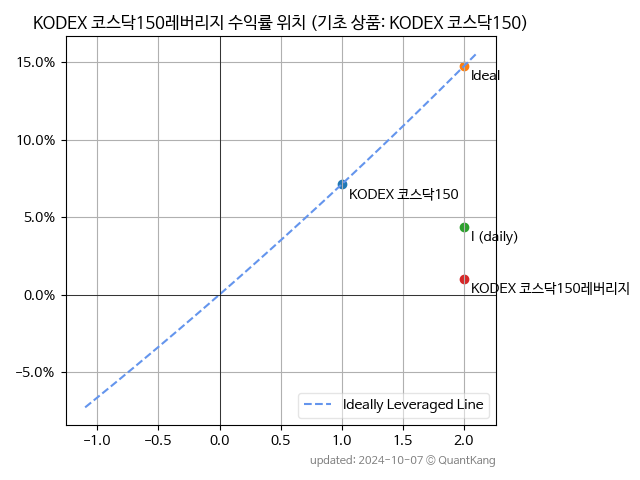 KODEX 코스닥150레버리지 수익률 위치 (기초 상품: KODEX 코스닥150)
15.0%
10.0%
5.0%
0.0%
−5.0%
Ideal
KODEX 코스닥150
I (daily)
KODEX 코스닥150레버리지
Ideally Leveraged Line
−1.0 −0.5 0.0 0.5 1.0 1.5 2.0
updated: 2024-10-07 © QuantKang